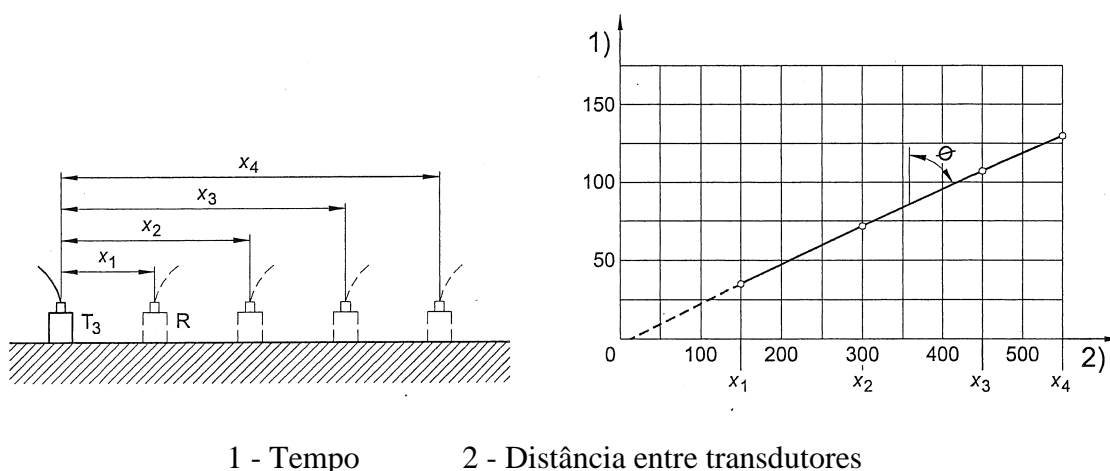 x4
x3
x2
x1
T3
R
1)
150
100
50
0
100
200
300
400
500
2)
x1
x2
x3
x4
ϕ
1 - Tempo 2 - Distância entre transdutores